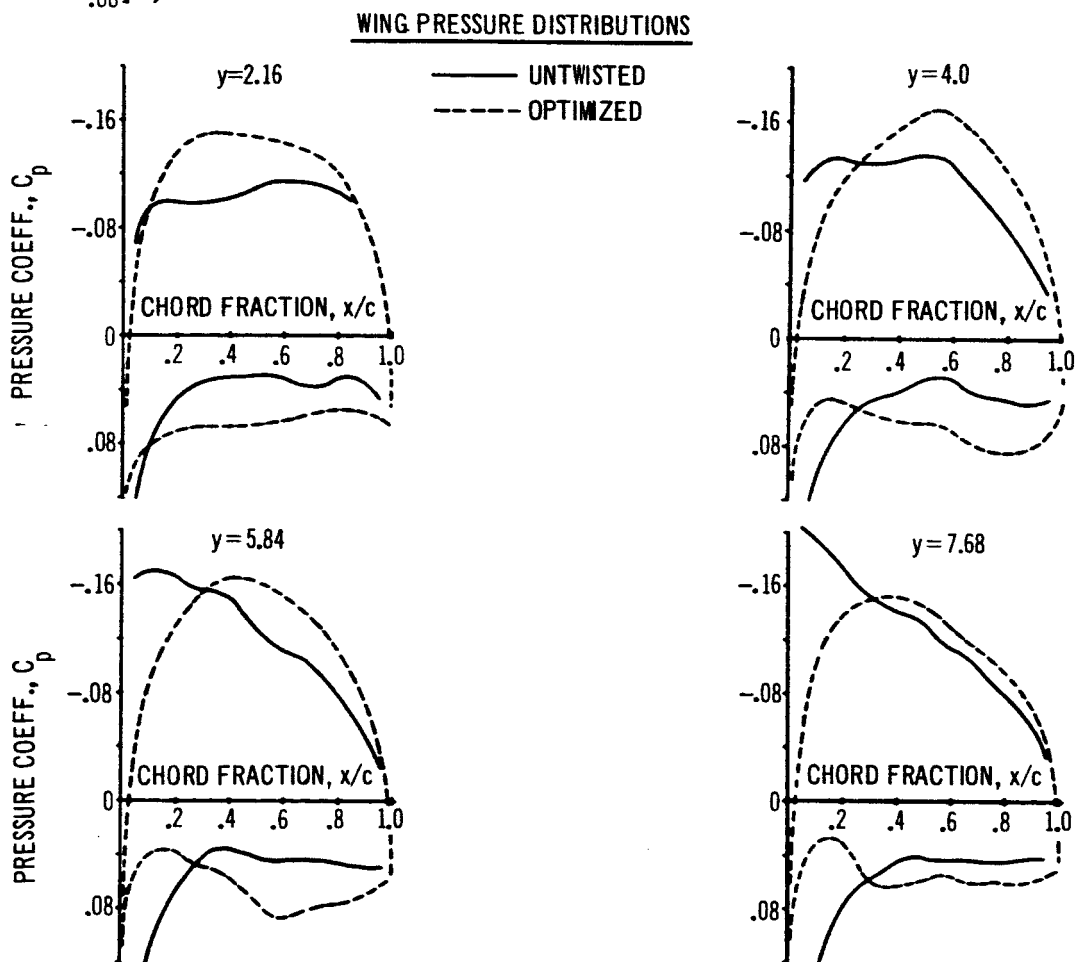 WING PRESSURE DISTRIBUTIONS
UNTWISTED
OPTIMIZED
y=2.16
PRESSURE COEFF., Cp
-.16
-.08
0
.08
CHORD FRACTION, x/c
.2 .4 .6 .8 1.0
y=4.0
-.16
-.08
0
.08
CHORD FRACTION, x/c
.2 .4 .6 .8 1.0
y=5.84
PRESSURE COEFF., Cp
-.16
-.08
0
.08
CHORD FRACTION, x/c
.2 .4 .6 .8 1.0
y=7.68
-.16
-.08
0
.08
CHORD FRACTION, x/c
.2 .4 .6 .8 1.0